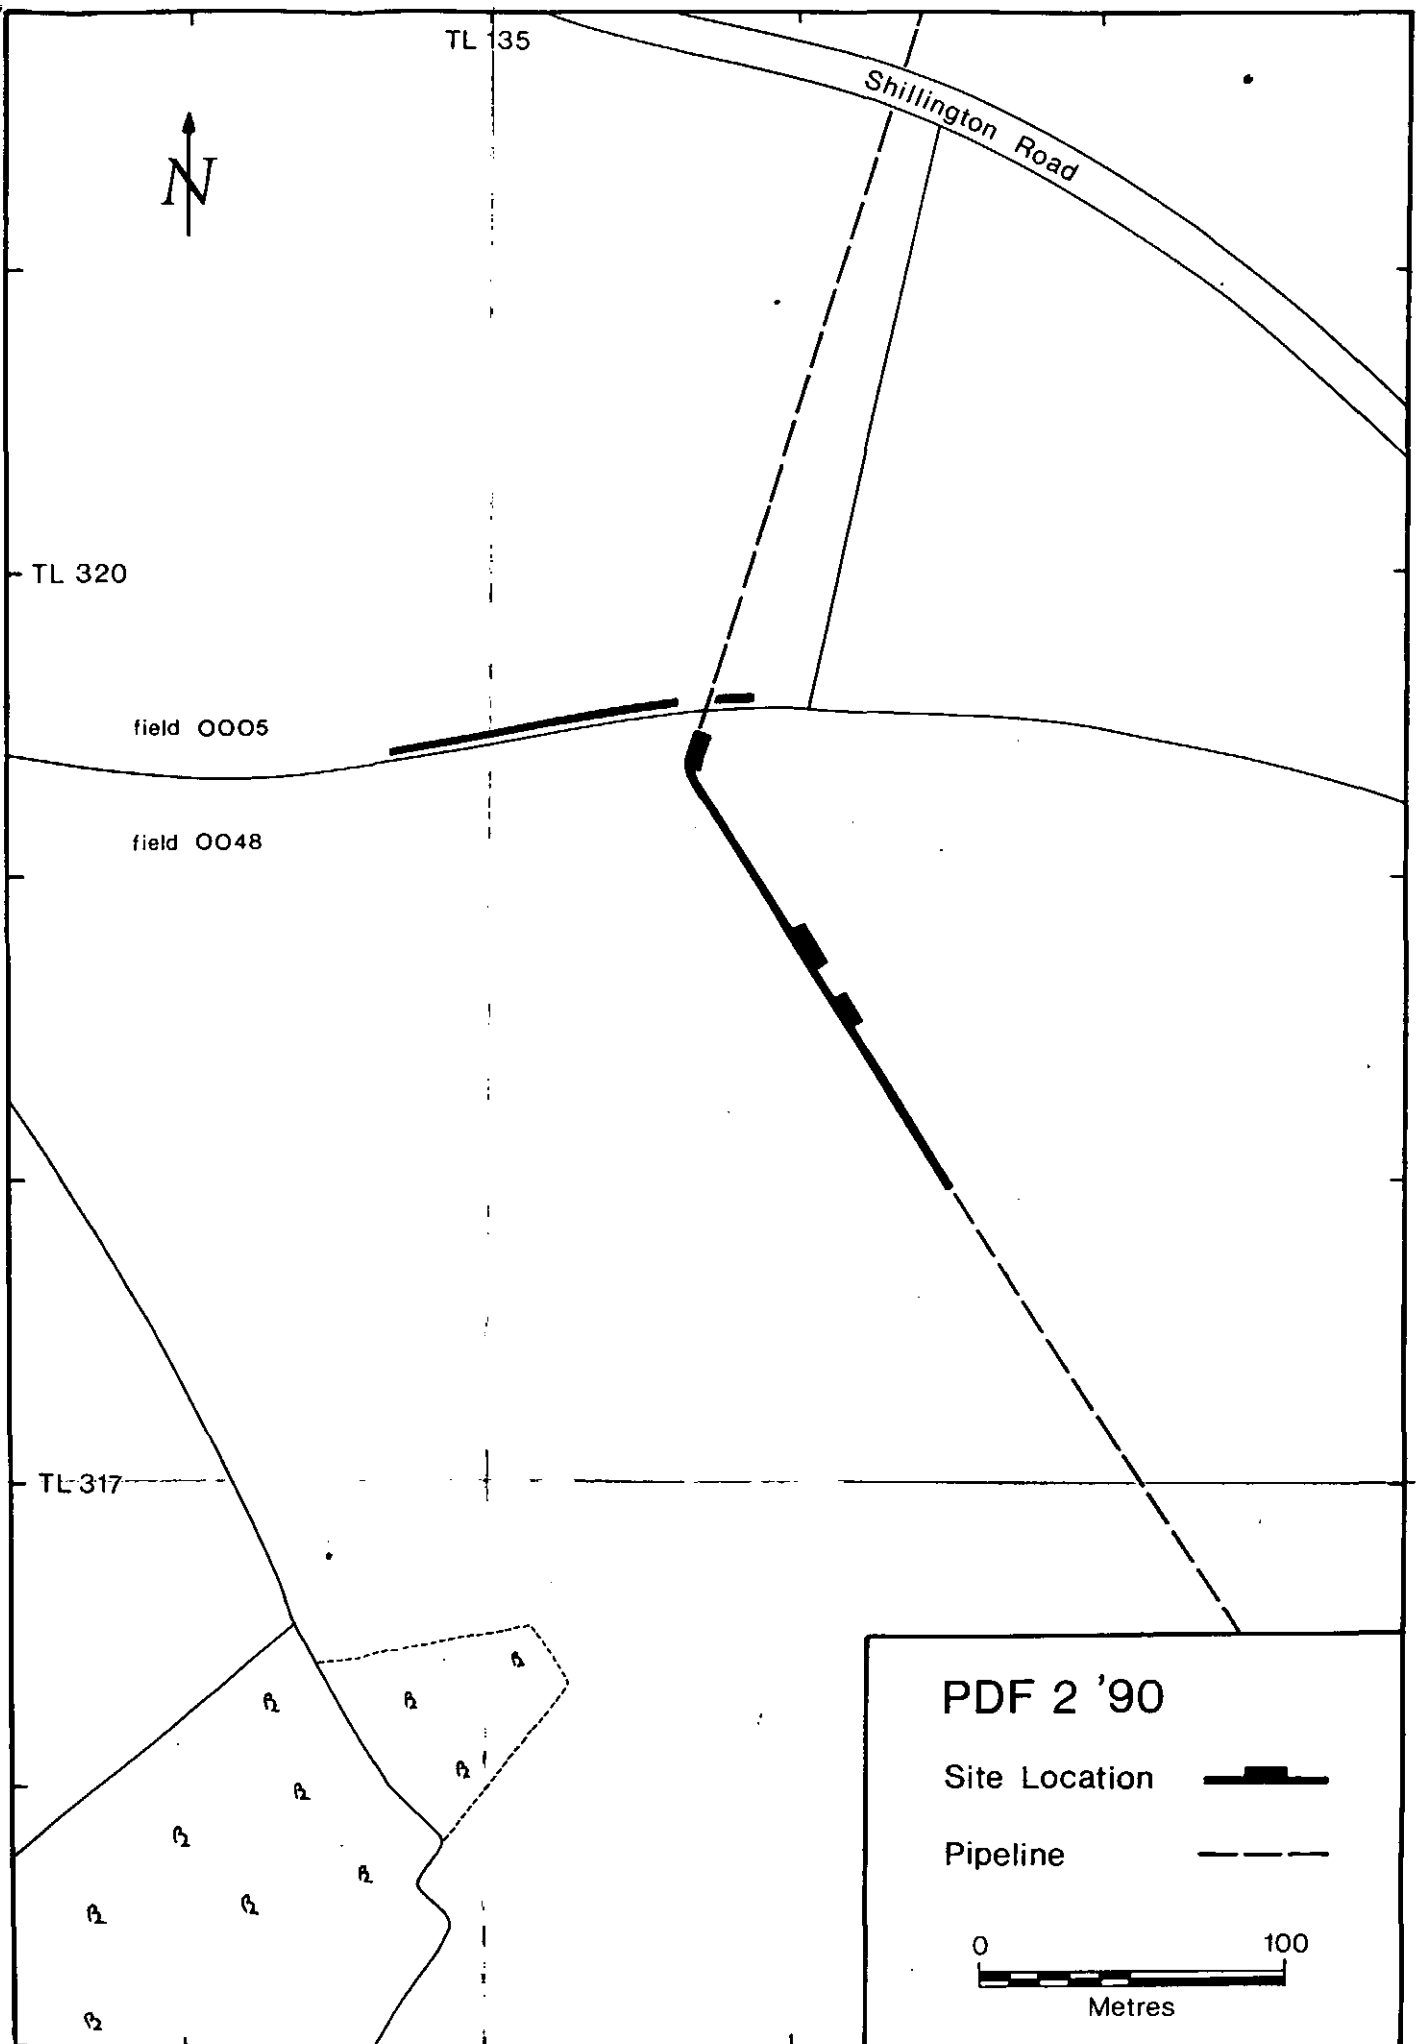 TL 135
Shillington Road
N
TL 320
field 0005
field 0048
TL 317
PDF 2 '90
Site Location
Pipeline
0 100
Metres